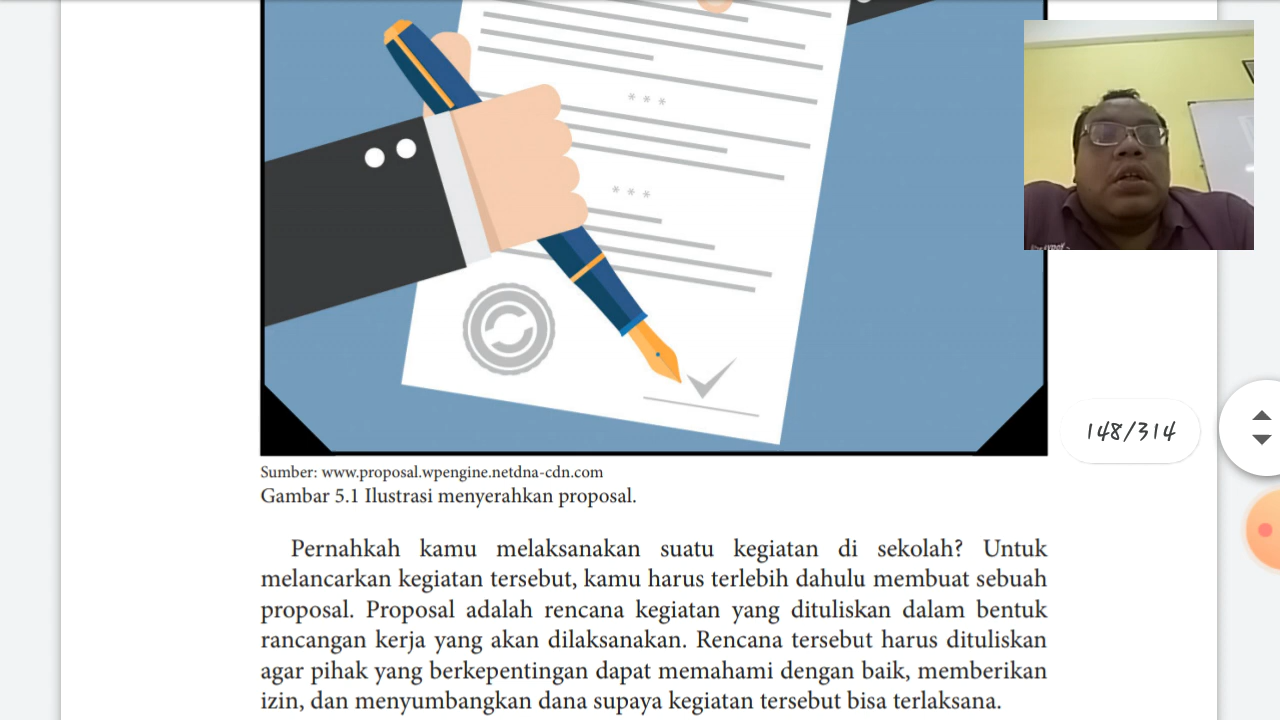 * * *
* * *
148/314
Sumber: www.proposal.wpengine.netdna-cdn.com
Gambar 5.1 Ilustrasi menyerahkan proposal.
Pernahkah kamu melaksanakan suatu kegiatan di sekolah? Untuk
melancarkan kegiatan tersebut, kamu harus terlebih dahulu membuat sebuah
proposal. Proposal adalah rencana kegiatan yang dituliskan dalam bentuk
rancangan kerja yang akan dilaksanakan. Rencana tersebut harus dituliskan
agar pihak yang berkepentingan dapat memahami dengan baik, memberikan
izin, dan menyumbangkan dana supaya kegiatan tersebut bisa terlaksana.